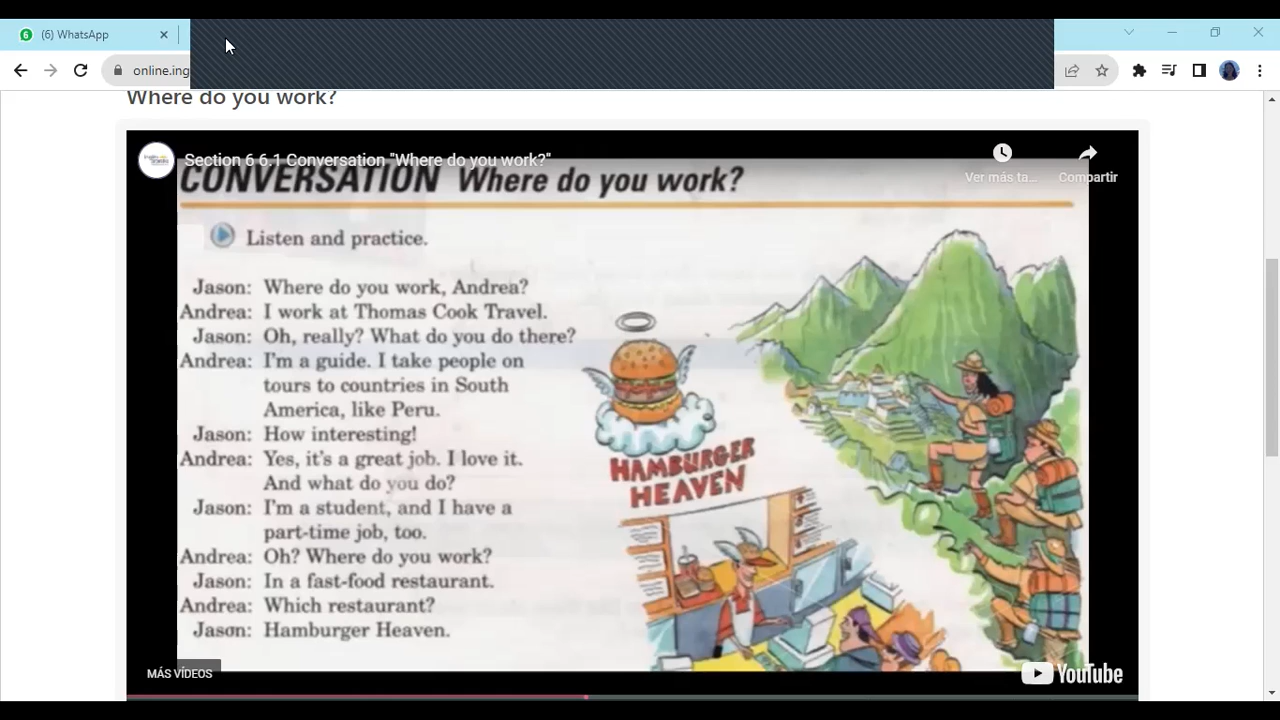 6
(6) WhatsApp
online.ing
Where do you work?
Section 6 6.1 Conversation "Where do you work?"
Ver más ta...
Compartir
CONVERSATION Where do you work?
Listen and practice.
Jason: Where do you work, Andrea?
Andrea: I work at Thomas Cook Travel.
Jason: Oh, really? What do you do there?
Andrea: I'm a guide. I take people on
tours to countries in South
America, like Peru.
Jason: How interesting!
Andrea: Yes, it's a great job. I love it.
And what do you do?
Jason: I'm a student, and I have a
part-time job, too.
Andrea: Oh? Where do you work?
Jason: In a fast-food restaurant.
Andrea: Which restaurant?
Jason: Hamburger Heaven.
HAMBURGER
HEAVEN
MÁS VÍDEOS
YouTube